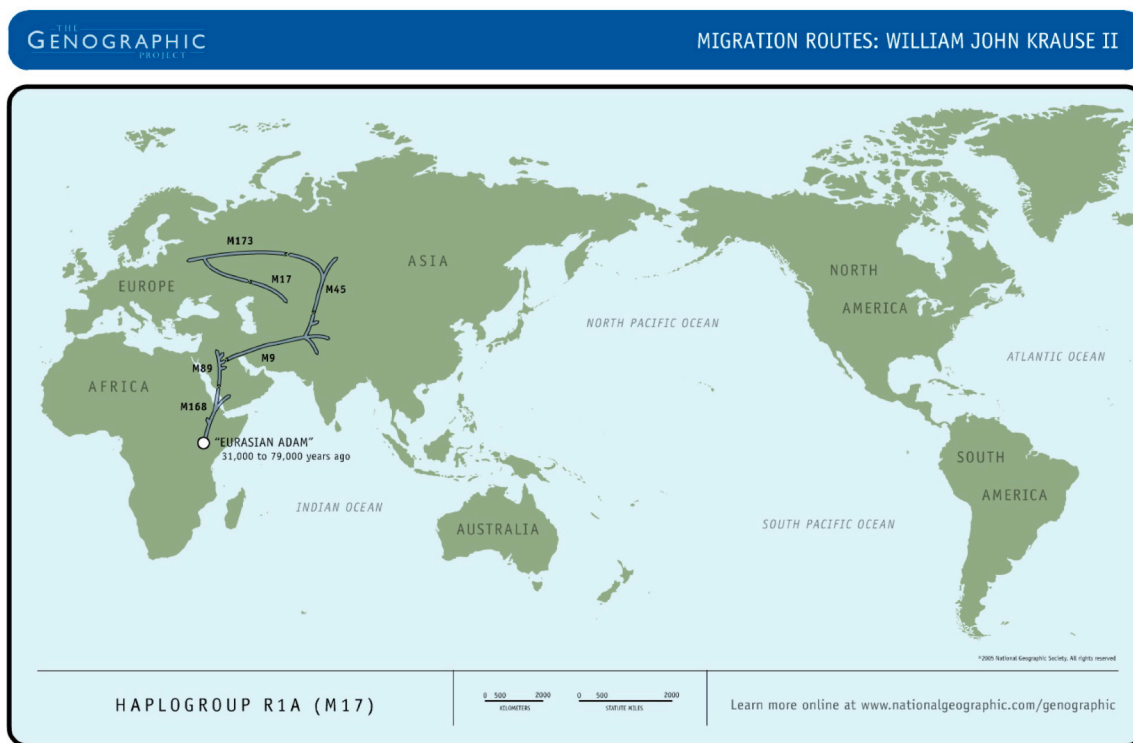 THE
GENOGRAPHIC
PROJECT
MIGRATION ROUTES: WILLIAM JOHN KRAUSE II
M173
ASIA
M17
EUROPE
M45
NORTH
AMERICA
NORTH PACIFIC OCEAN
M9
ATLANTIC OCEAN
M89
AFRICA
M168
"EURASIAN ADAM"
31,000 to 79,000 years ago
SOUTH
AMERICA
INDIAN OCEAN
SOUTH PACIFIC OCEAN
AUSTRALIA
©2005 National Geographic Society. All rights reserved
HAPLOGROUP R1A (M17)
0 500 2000
KILOMETERS
0 500 2000
STATUTE MILES
Learn more online at www.nationalgeographic.com/genographic